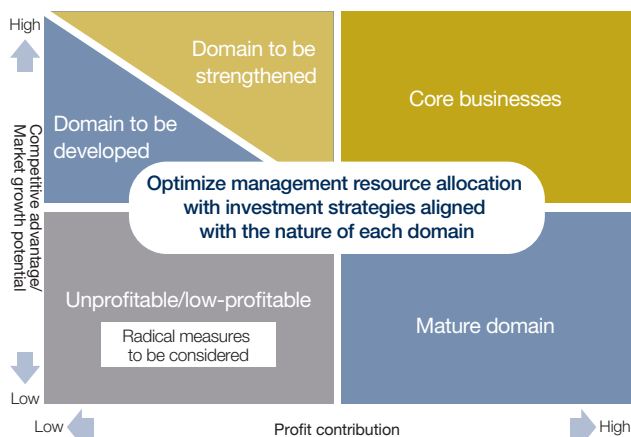 High
Domain to be
strengthened
Core businesses
Domain to be
developed
Competitive advantage/
Market growth potential
Optimize management resource allocation
with investment strategies aligned
with the nature of each domain
Unprofitable/low-profitable
Radical measures
to be considered
Mature domain
Low
Low
Profit contribution
High